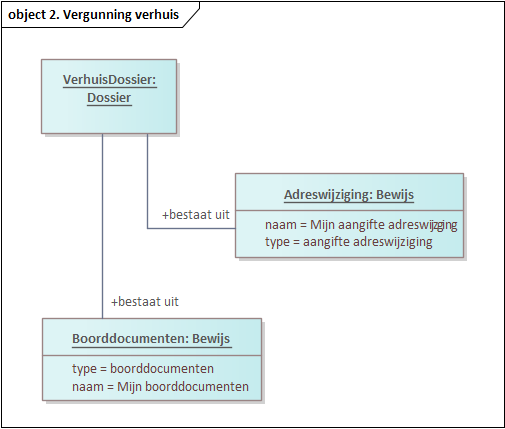 object 2. Vergunning verhuis
VerhuisDossier:
Dossier
Adreswijziging: Bewijs
naam = Mijn aangifte adreswijzging
type = aangifte adreswijziging
+bestaat uit
+bestaat uit
Boorddocumenten: Bewijs
type = boorddocumenten
naam = Mijn boorddocumenten